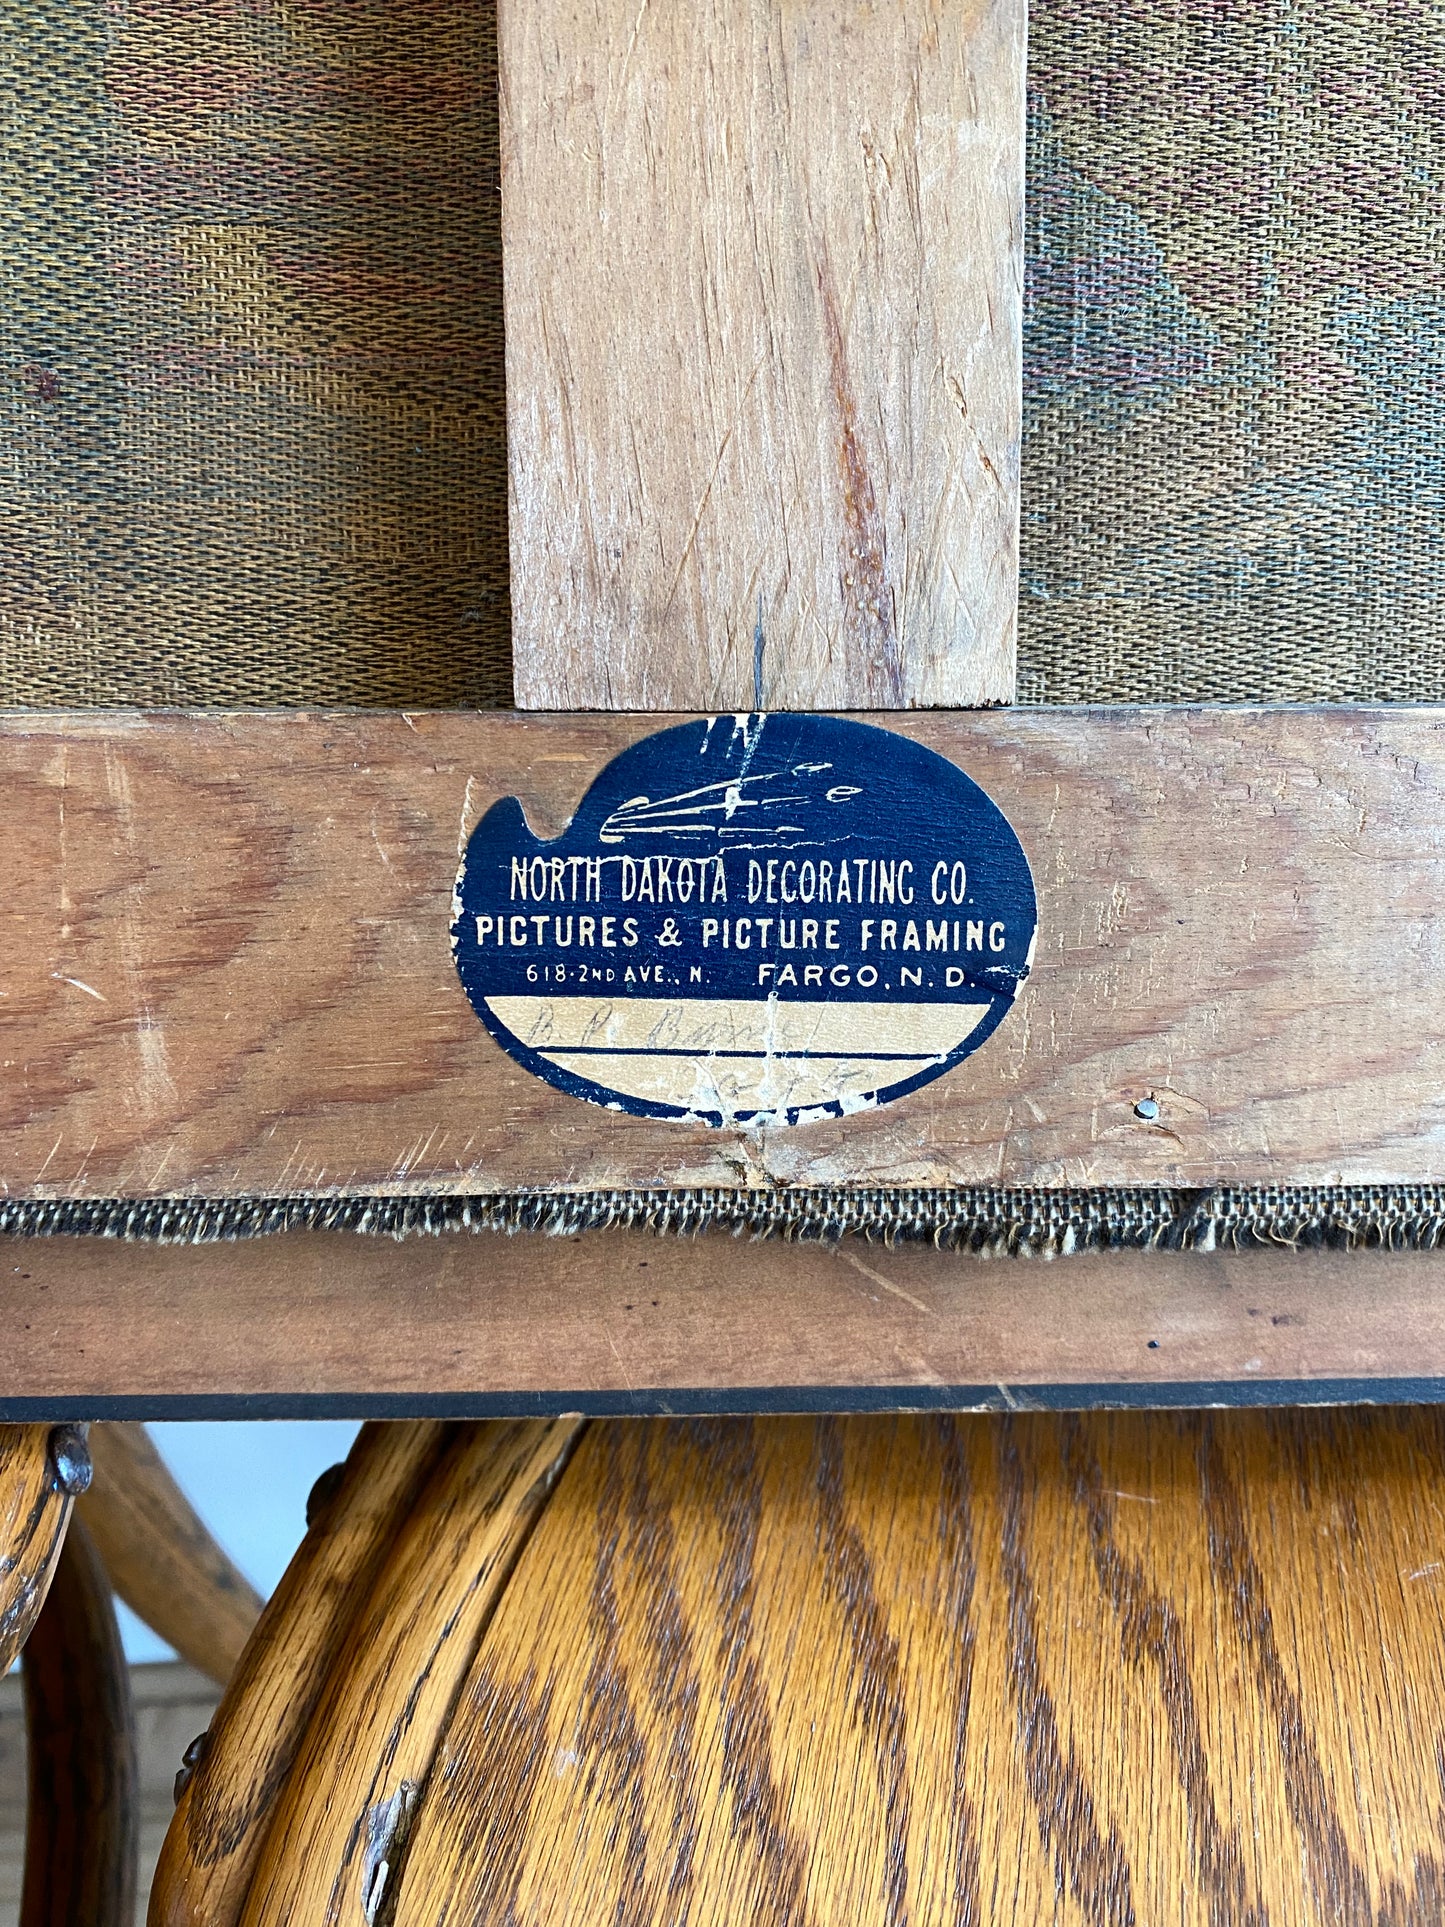 NORTH DAKOTA DECORATING CO.
PICTURES & PICTURE FRAMING
618-2ND AVE., N. FARGO, N. D.
B. P.